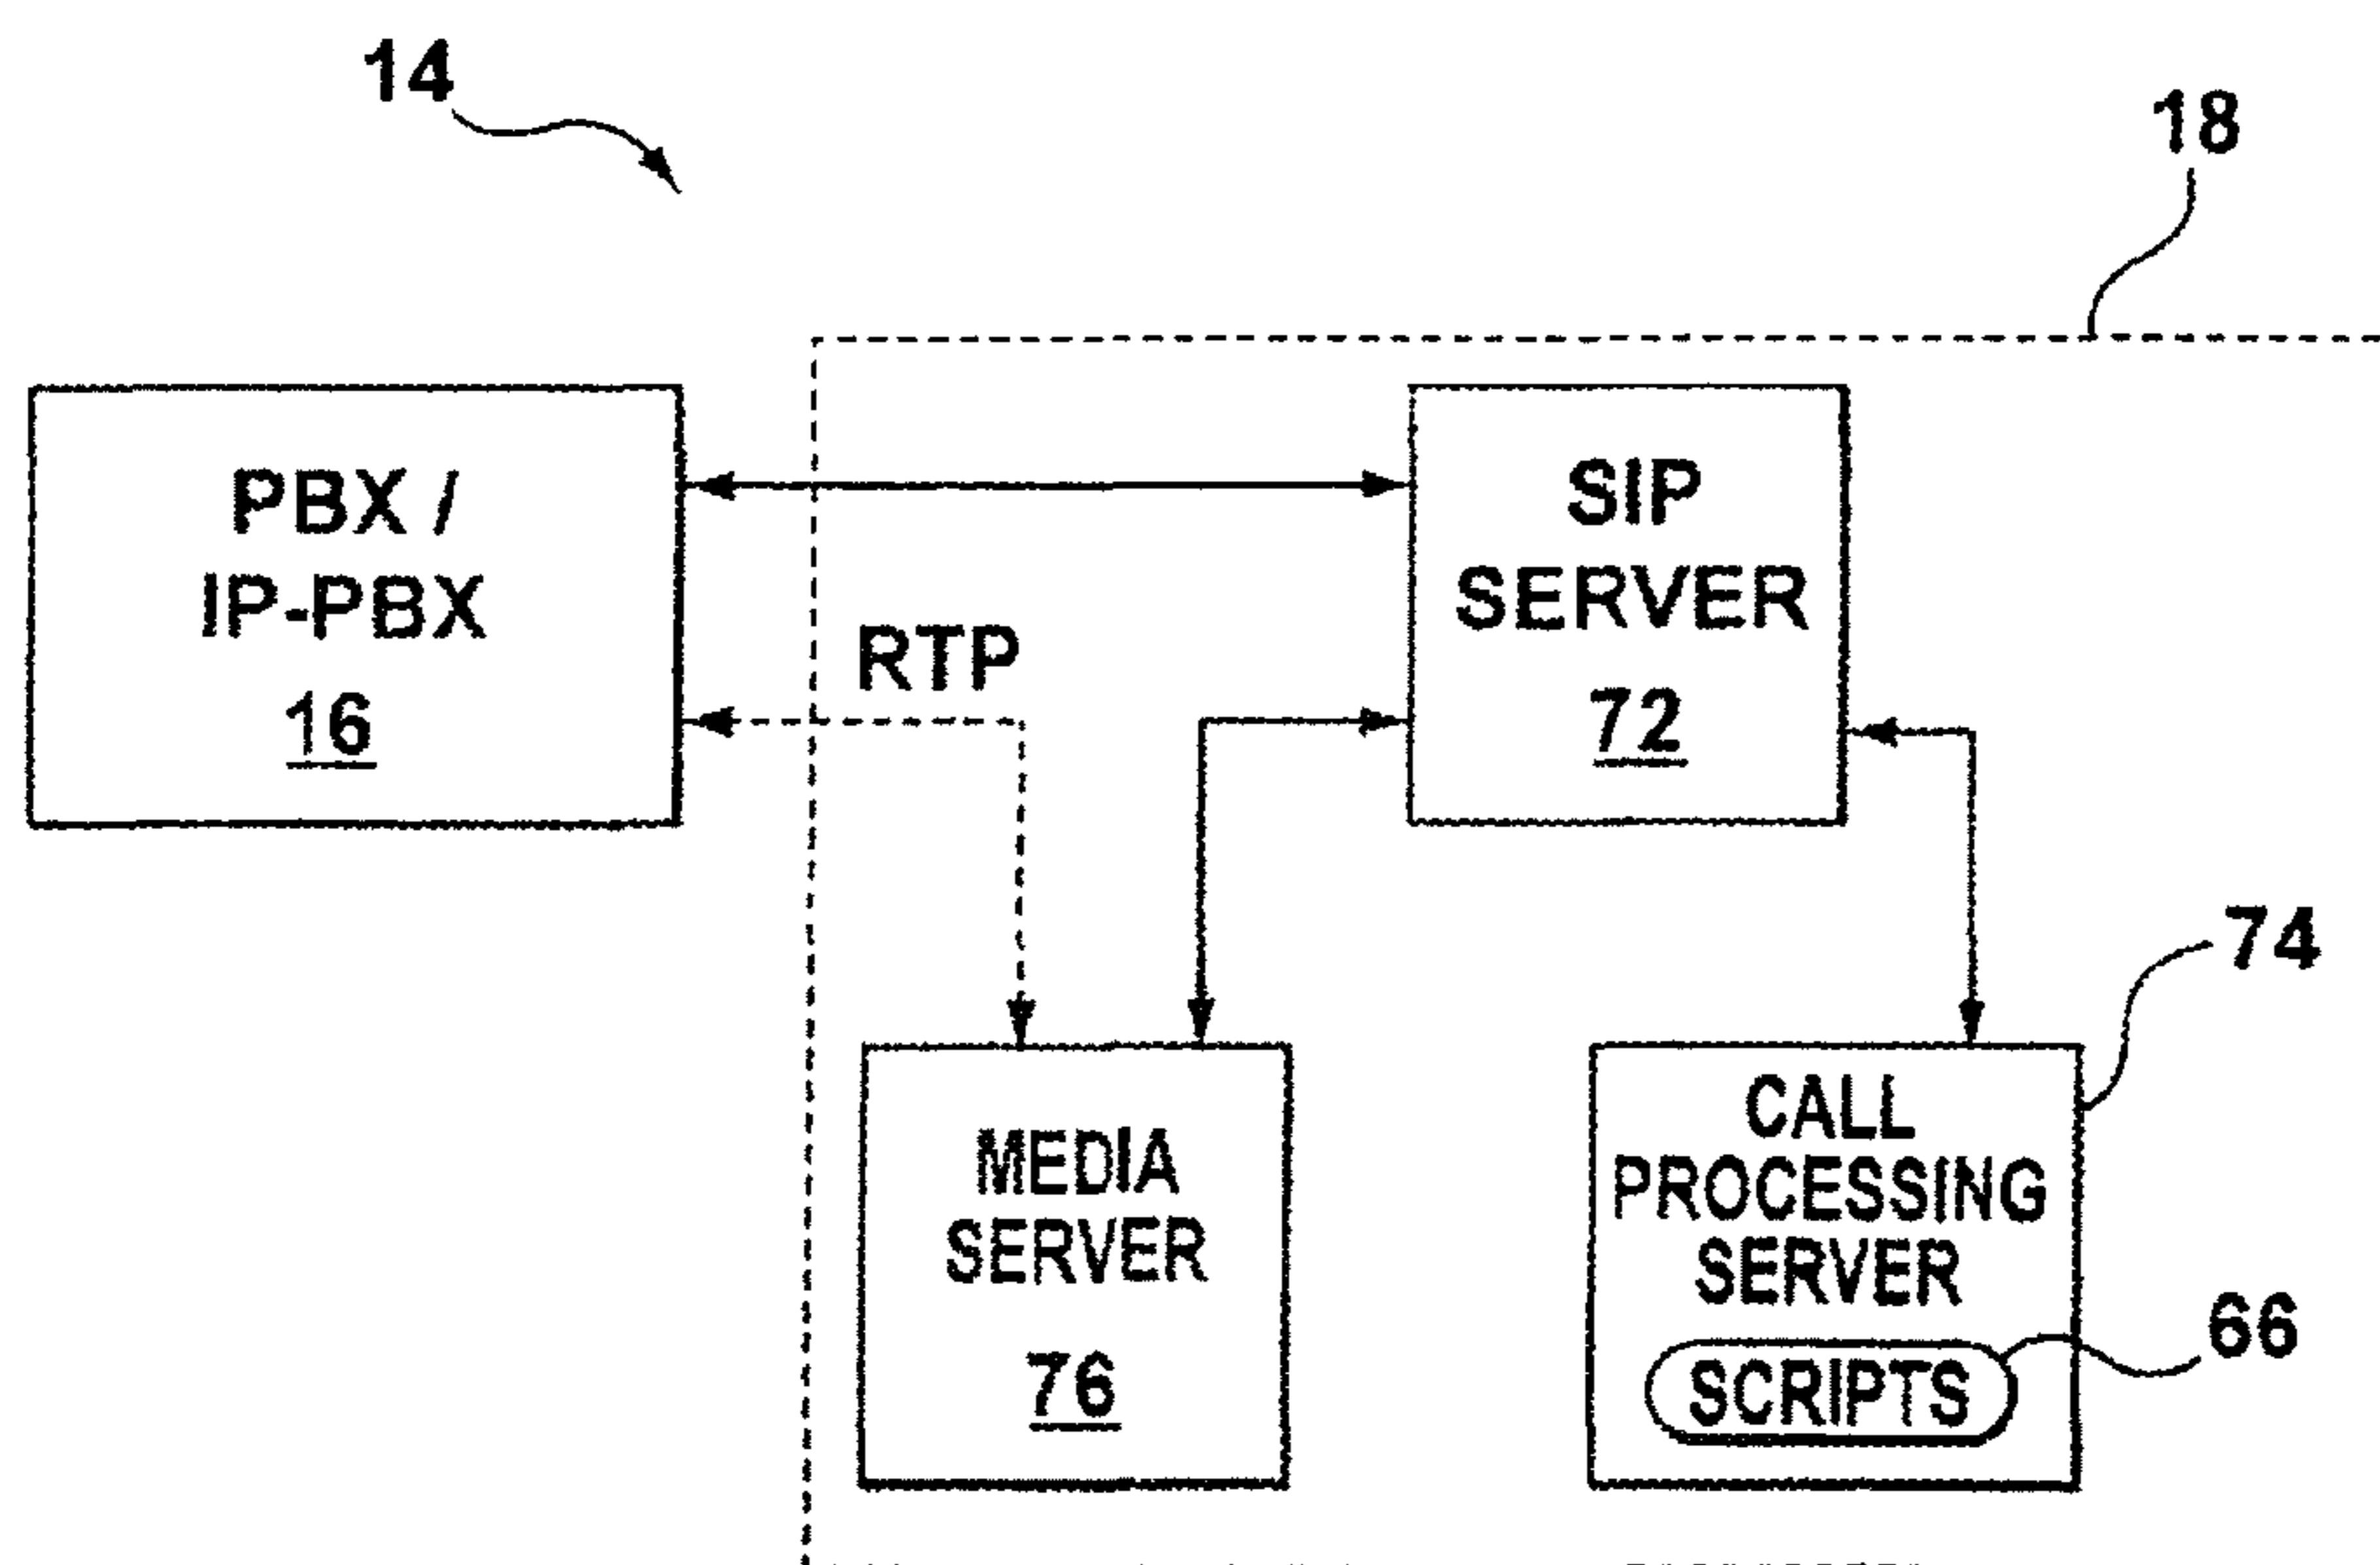 14
18
PBX /
IP-PBX
16
RTP
SIP
SERVER
72
74
MEDIA
SERVER
76
CALL
PROCESSING
SERVER
SCRIPTS
66